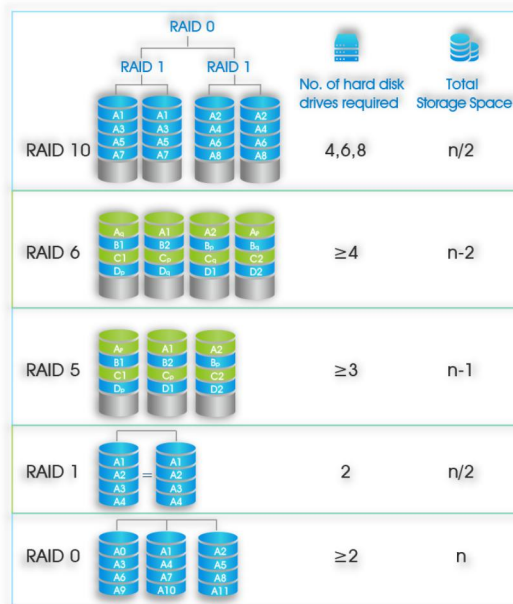 RAID 0
RAID 1 RAID 1
No. of hard disk
drives required
Total
Storage Space
RAID 10
A1 A1 A2 A2
A3 A3 A4 A4
A5 A5 A6 A6
A7 A7 A8 A8
4,6,8
n/2
RAID 6
Aq A1 A2 Ap
B1 B2 Bp Bq
C1 Cp Cq C2
Dp Dq D1 D2
≥4
n-2
RAID 5
Ap A1 A2
B1 B2 Bp
C1 Cp C2
Dp D1 D2
≥3
n-1
RAID 1
A1 A1
A2 = A2
A3 A3
A4 A4
2
n/2
RAID 0
A0 A1 A2
A3 A4 A5
A6 A7 A8
A9 A10 A11
≥2
n